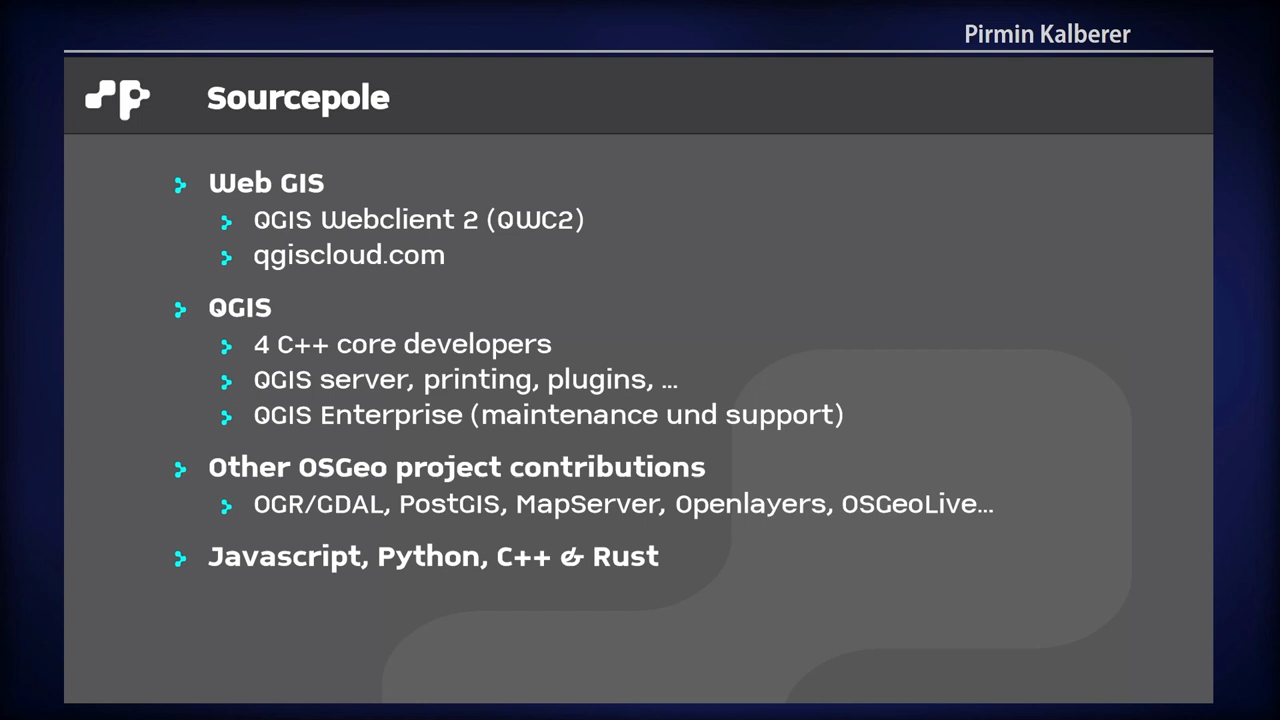 Pirmin Kalberer
Sourcepole
Web GIS
QGIS Webclient 2 (QWC2)
qgiscloud.com
QGIS
4 C++ core developers
QGIS server, printing, plugins, ...
QGIS Enterprise (maintenance und support)
Other OSGeo project contributions
OGR/GDAL, PostGIS, MapServer, Openlayers, OSGeoLive...
Javascript, Python, C++ & Rust